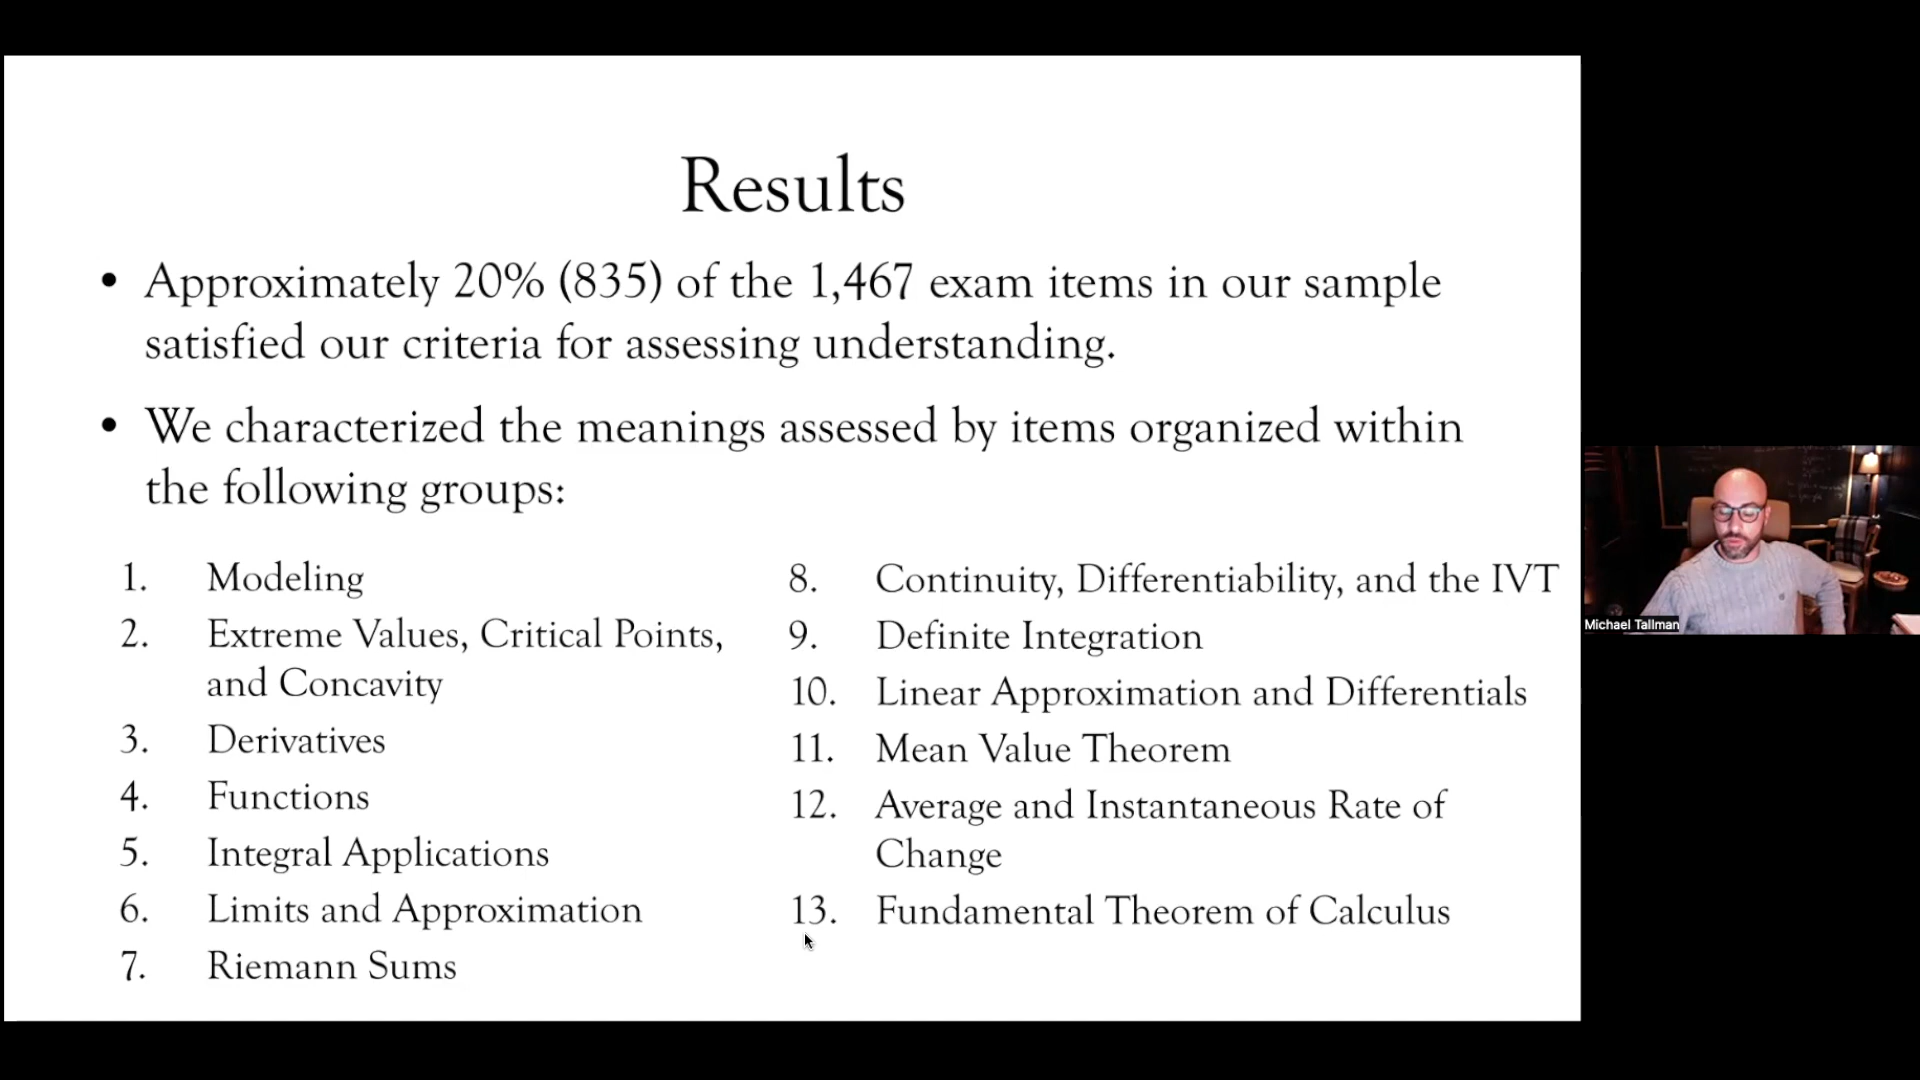 Results
• Approximately 20% (835) of the 1,467 exam items in our sample
satisfied our criteria for assessing understanding.
• We characterized the meanings assessed by items organized within
the following groups:
1. Modeling
2. Extreme Values, Critical Points,
and Concavity
3. Derivatives
4. Functions
5. Integral Applications
6. Limits and Approximation
7. Riemann Sums
8. Continuity, Differentiability, and the IVT
9. Definite Integration
10. Linear Approximation and Differentials
11. Mean Value Theorem
12. Average and Instantaneous Rate of
Change
13. Fundamental Theorem of Calculus
Michael Tallman